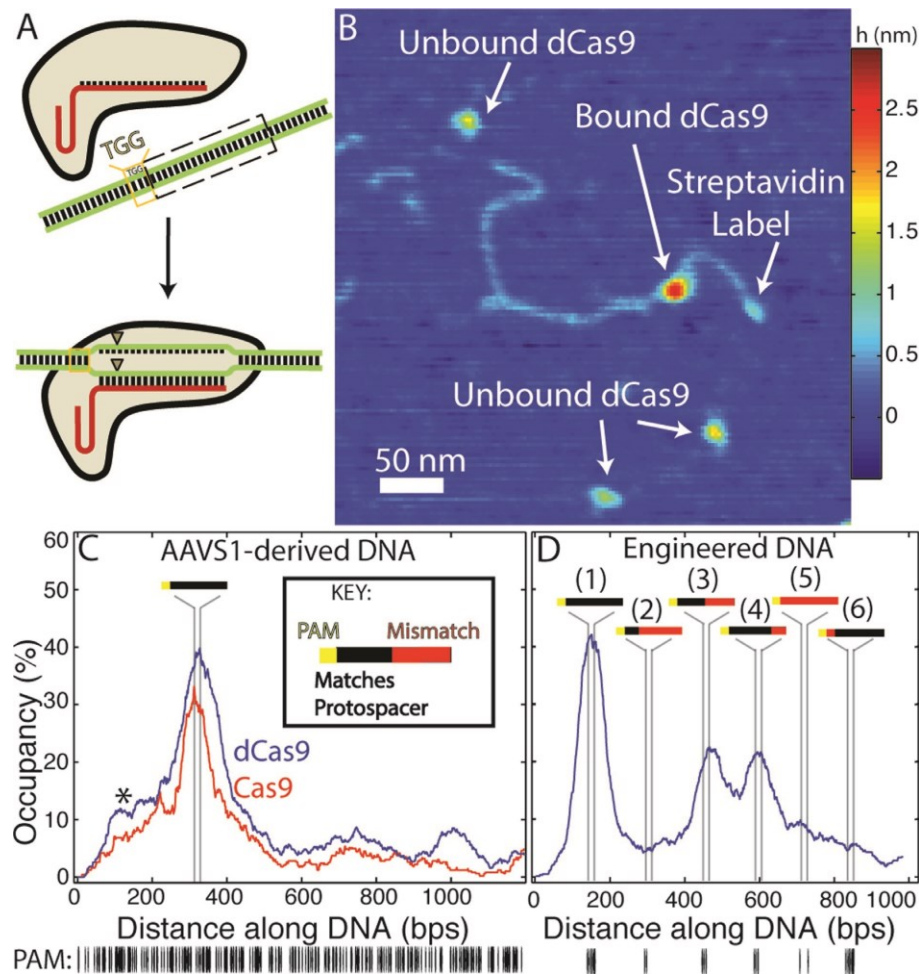 A
TGG
TGG
B
Unbound dCas9
Bound dCas9
Streptavidin
Label
Unbound dCas9
50 nm
h (nm)
2.5
2
1.5
1
0.5
0
C
AAVS1-derived DNA
KEY:
PAM
Mismatch
Matches
Protospacer
dCas9
Cas9
*
Occupancy (%)
60
50
40
30
20
10
0
0 200 400 600 800 1000
Distance along DNA (bps)
D
Engineered DNA
(1)
(2)
(3)
(4)
(5)
(6)
0 200 400 600 800 1000
Distance along DNA (bps)
PAM: